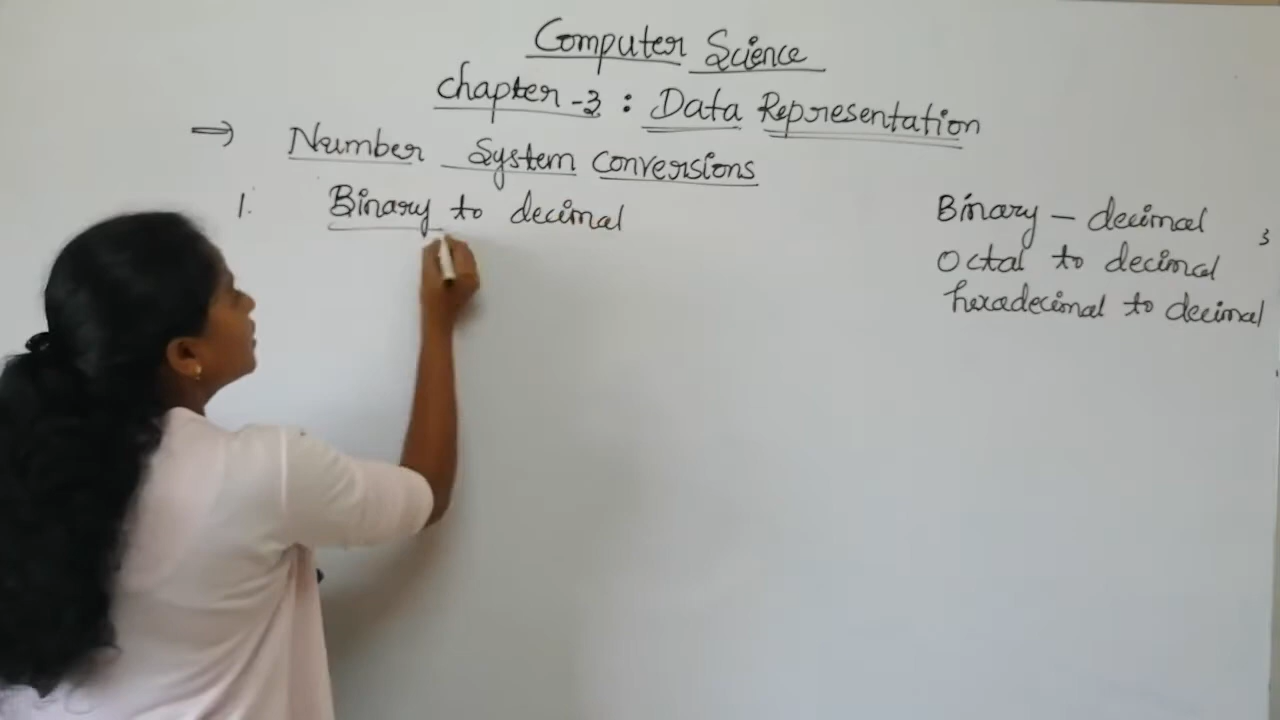 Computer Science
Chapter -3 : Data Representation
⇒ Number System Conversions
1. Binary to decimal
Binary – decimal
Octal to decimal
hexadecimal to decimal
3